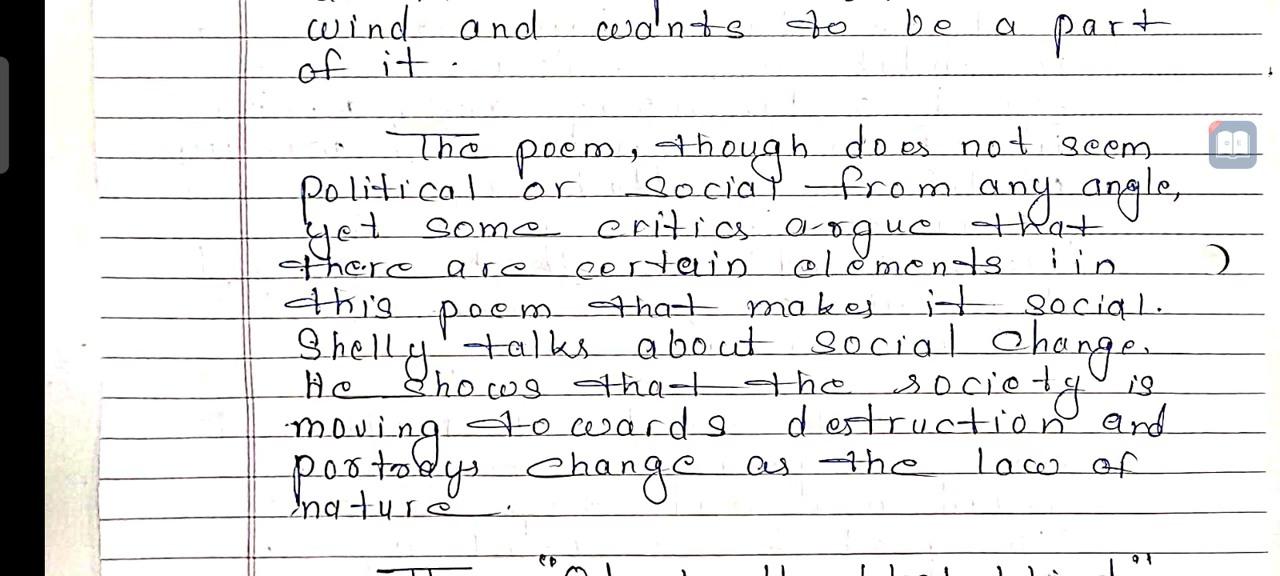 wind and wants to be a part
of it.
The poem, though does not seem
political or social from any angle,
yet some critics argue that
there are certain elements iin
this poem that makes it social.
Shelly talks about social change.
He shows that the society is
moving towards destruction and
portodys change as the law of
nature.